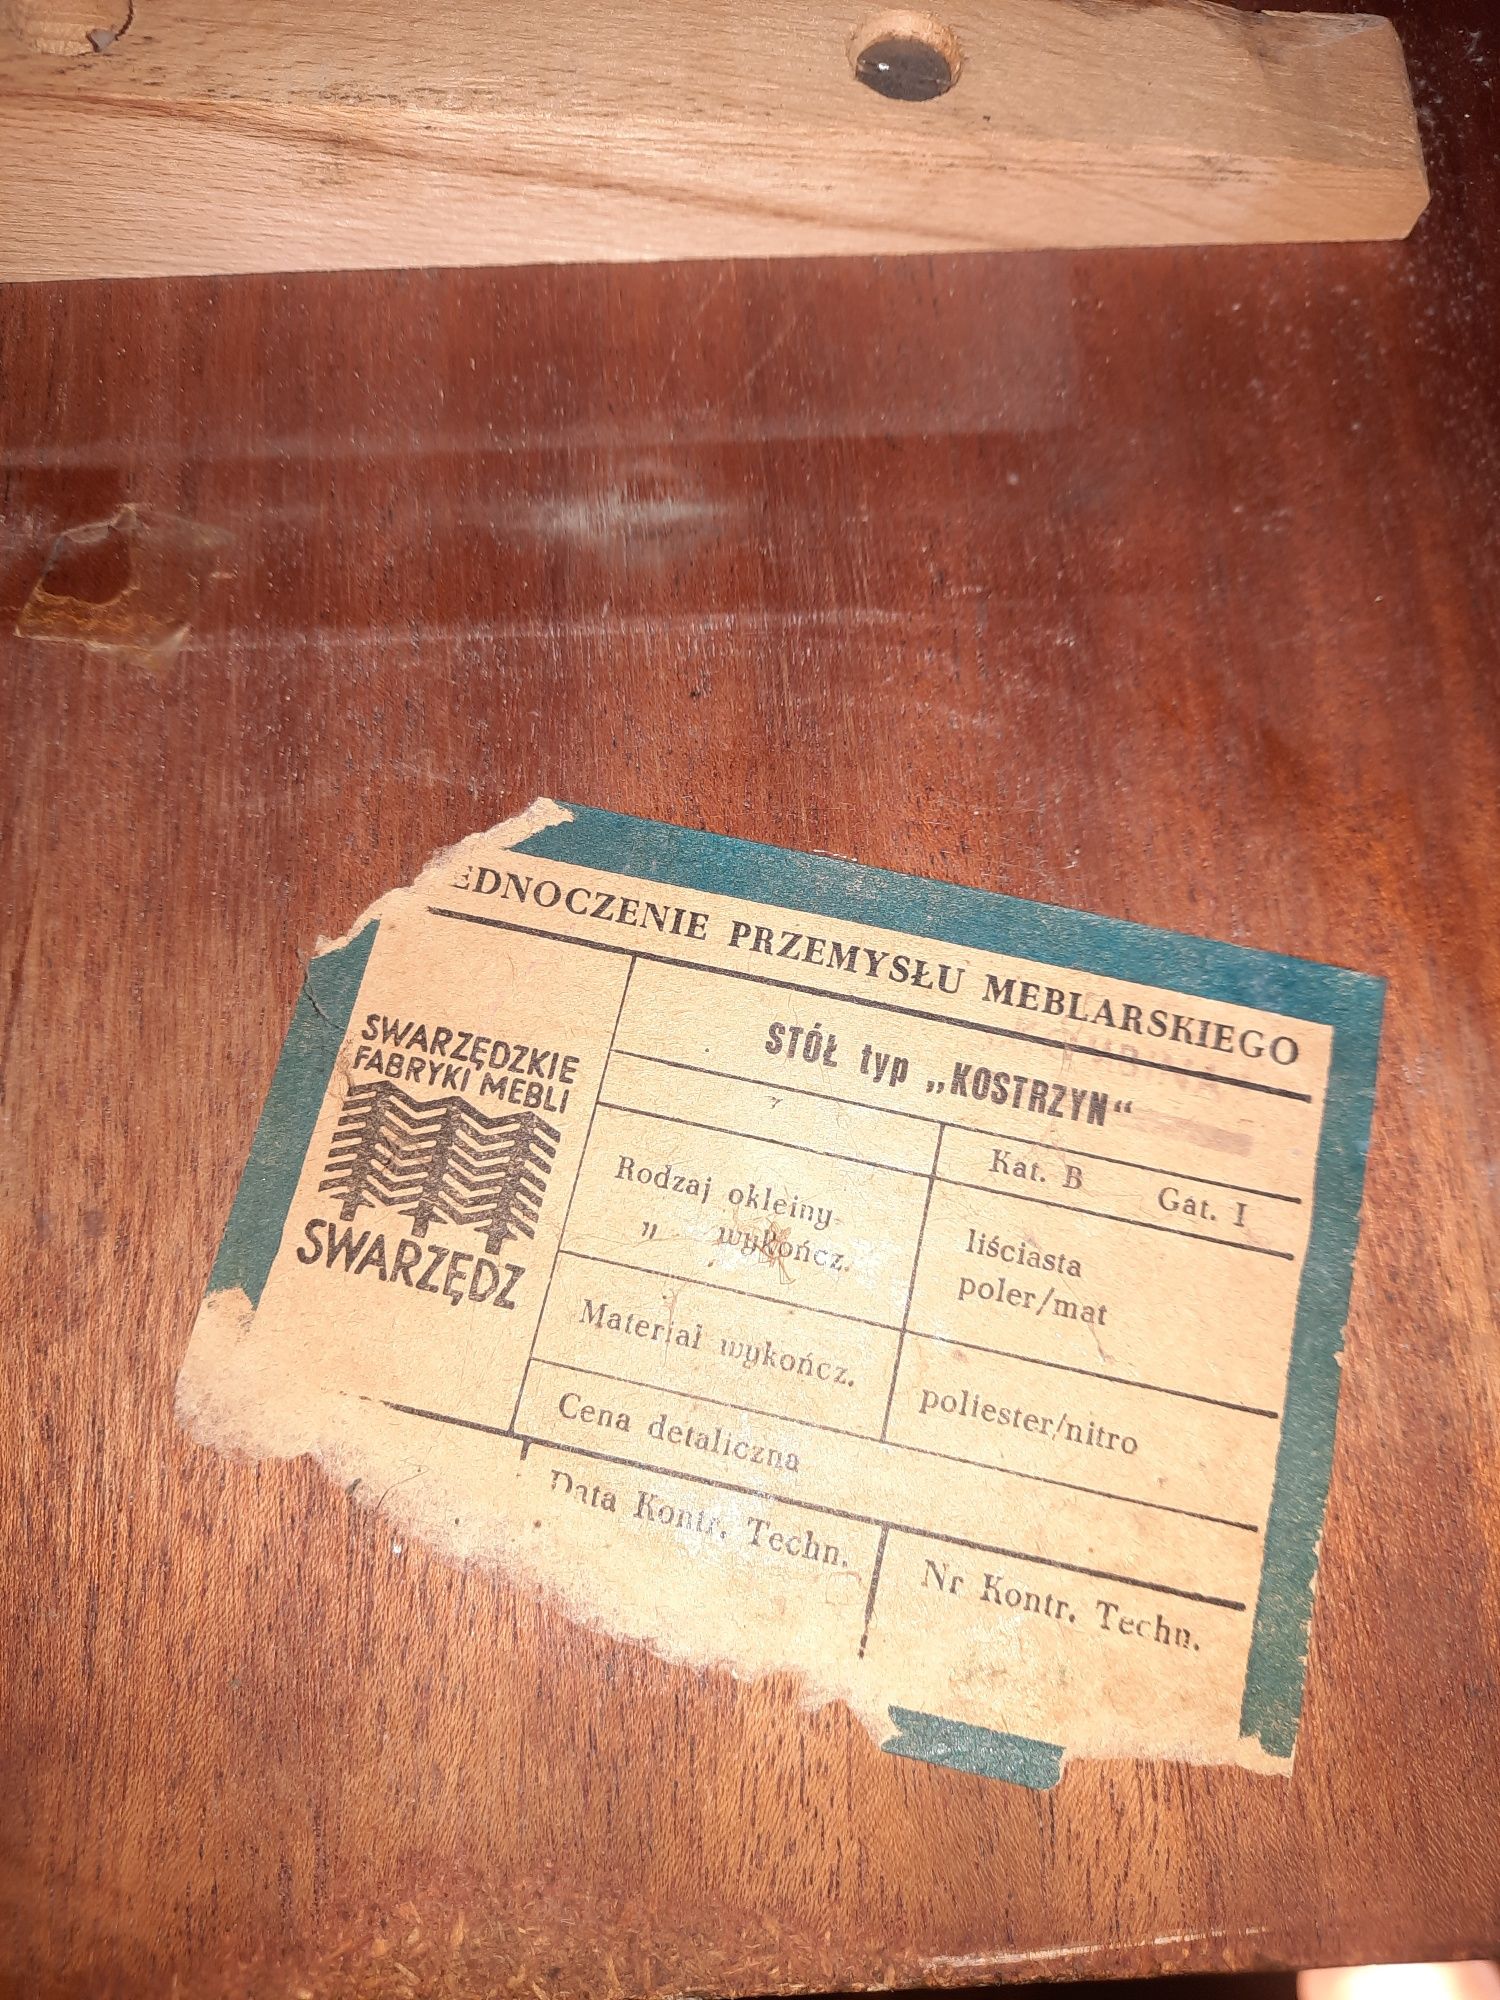 EDNOCZENIE PRZEMYSŁU MEBLARSKIEGO
SWARZĘDZKIE
FABRYKI MEBLI
SWARZĘDZ
STÓŁ typ „KOSTRZYN“
Kat. B Gat. I
Rodzaj okleiny
„ wykończ.
liściasta
poler/mat
Materiał wykończ.
poliester/nitro
Cena detaliczna
Data Kontr. Techn.
Nr Kontr. Techn.